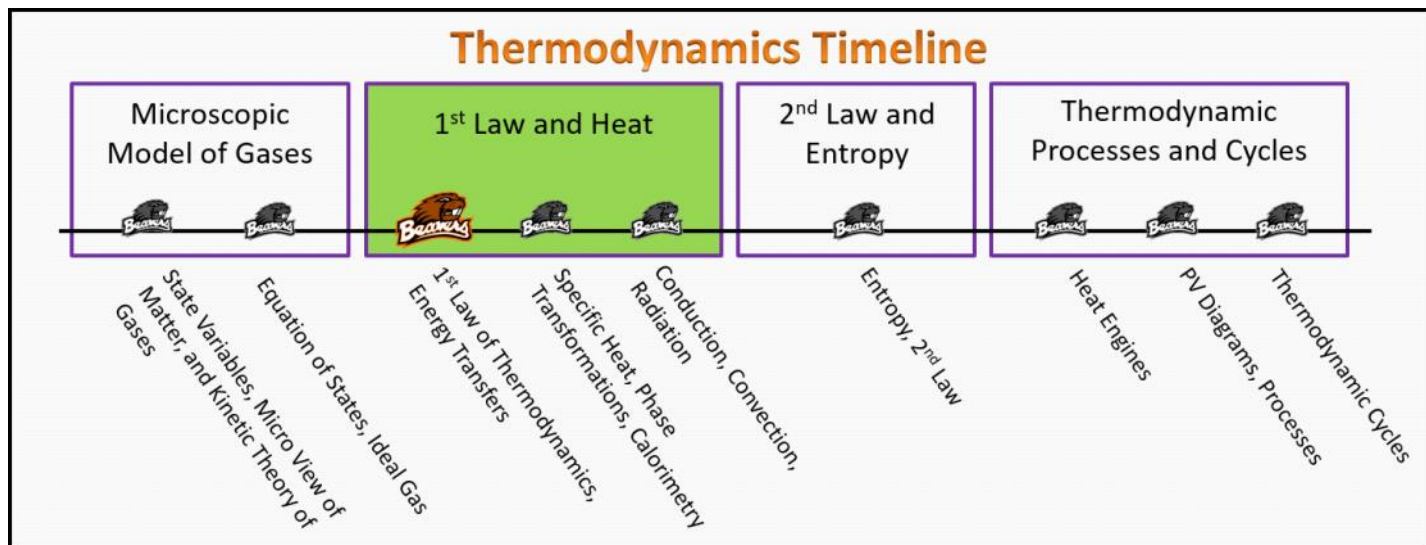 Thermodynamics Timeline
Microscopic
Model of Gases
1st Law and Heat
2nd Law and
Entropy
Thermodynamic
Processes and Cycles
Beavers
Beavers
Beavers
Beavers
Beavers
Beavers
Beavers
Beavers
Beavers
State Variables, Micro View of
Matter, and Kinetic Theory of
Gases
Equation of States, Ideal Gas
1st Law of Thermodynamics,
Energy Transfers
Specific Heat, Phase
Transformations, Calorimetry
Conduction, Convection,
Radiation
Entropy, 2nd Law
Heat Engines
PV Diagrams, Processes
Thermodynamic Cycles